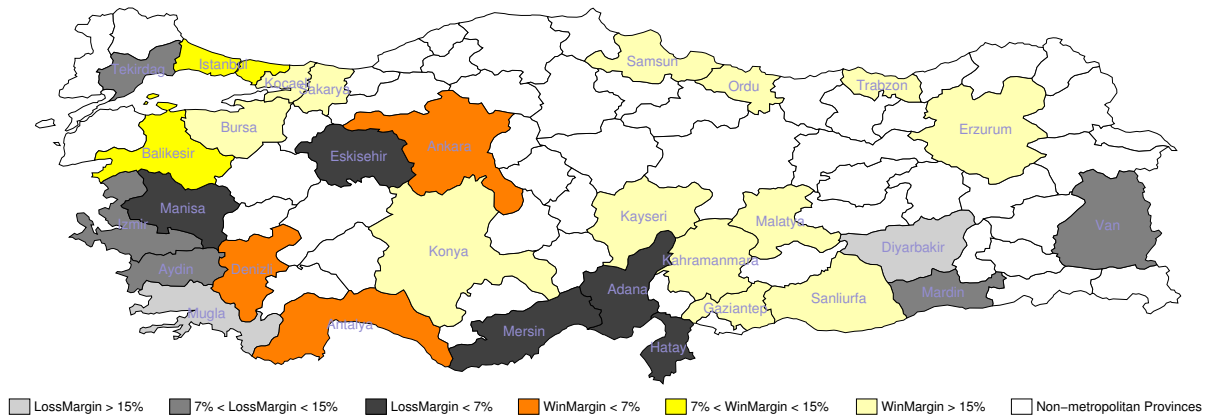 Samsun
Tekirdag
Istanbul
Kocaeli
Sakarya
Ordu
Trabzon
Bursa
Erzurum
Balikesir
Eskisehir
Ankara
Manisa
Kayseri
Malatya
Izmir
Van
Konya
Diyarbakir
Aydin
Denizli
Kahramanmara
Adana
Mardin
Sanliurfa
Gaziantep
Mugla
Antalya
Mersin
Hatay
LossMargin > 15% 7% < LossMargin < 15% LossMargin < 7% WinMargin < 7% 7% < WinMargin < 15% WinMargin > 15% Non−metropolitan Provinces